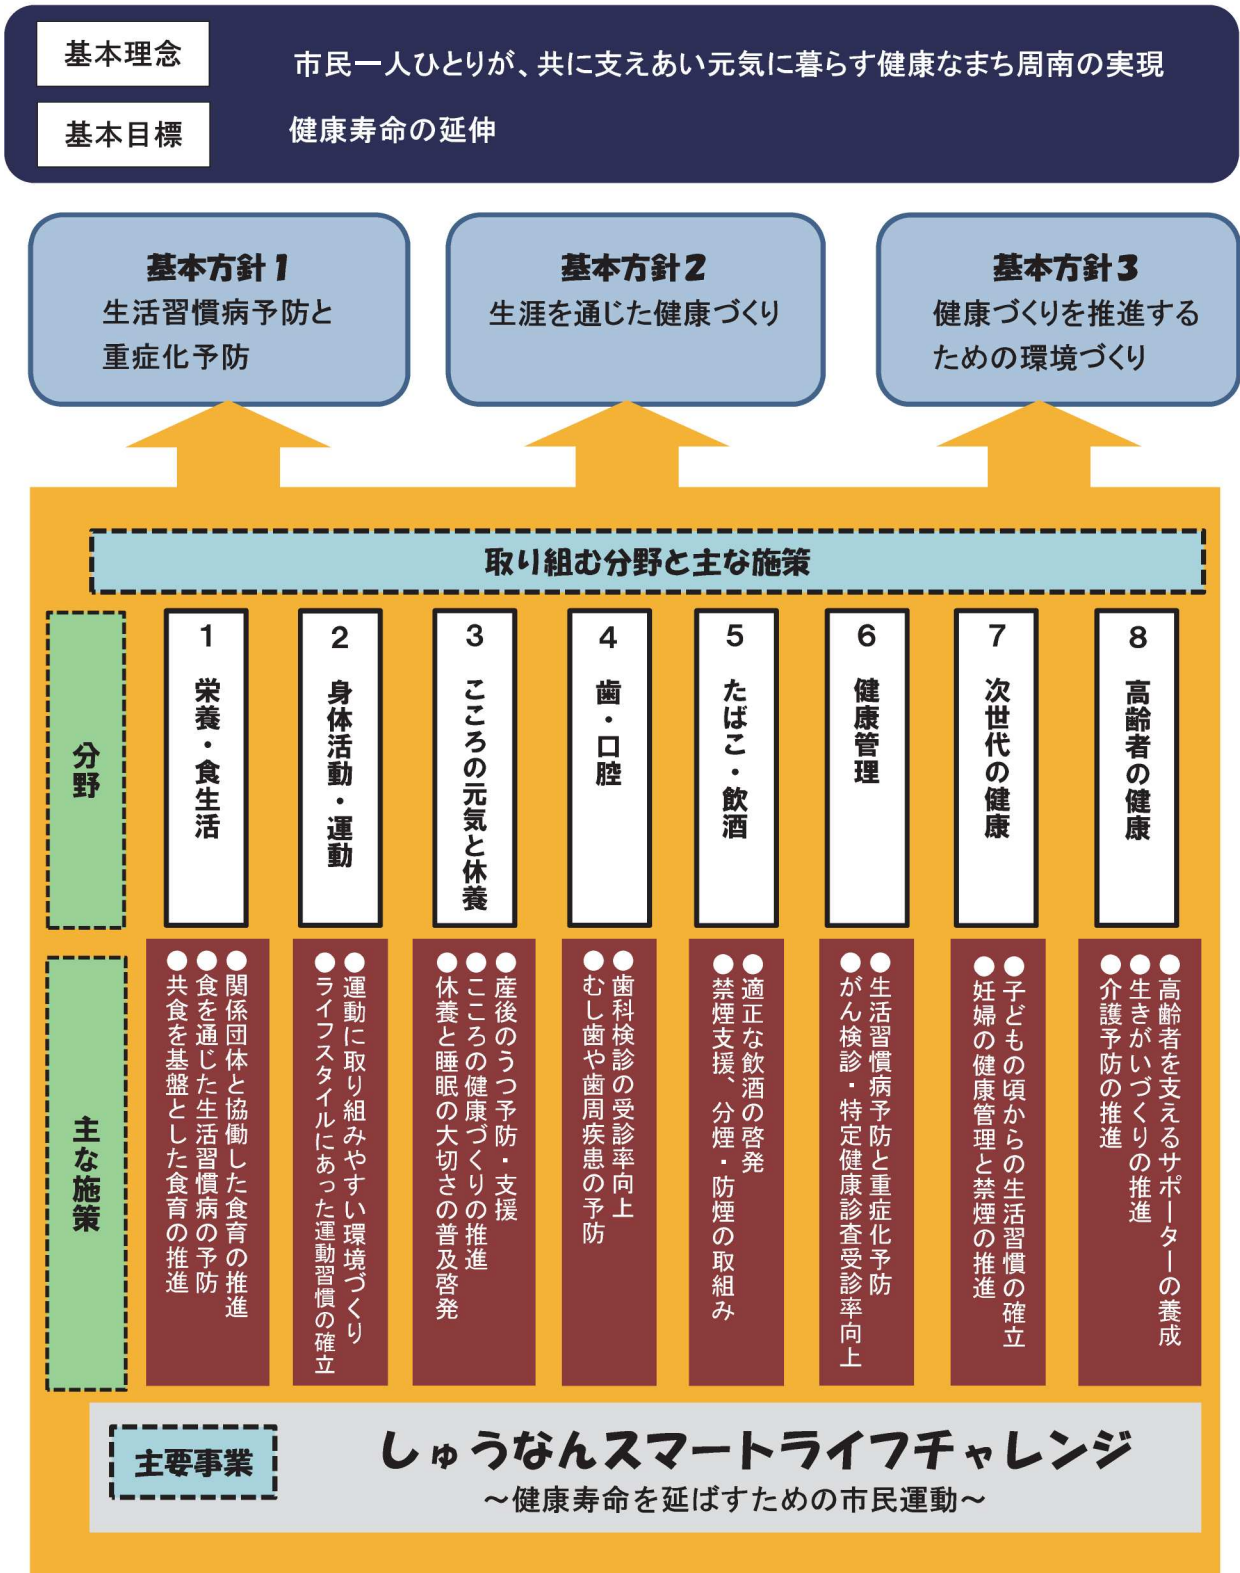 基本理念
市民一人ひとりが、共に支えあい元気に暮らす健康なまち周南の実現
基本目標
健康寿命の延伸
基本方針1
生活習慣病予防と
重症化予防
基本方針2
生涯を通じた健康づくり
基本方針3
健康づくりを推進する
ための環境づくり
取り組む分野と主な施策
分野
1 栄養・食生活
2 身体活動・運動
3 こころの元気と休養
4 歯・口腔
5 たばこ・飲酒
6 健康管理
7 次世代の健康
8 高齢者の健康
主な施策
●関係団体と協働した食育の推進
●食を通じた生活習慣病の予防
●共食を基盤とした食育の推進
●運動に取り組みやすい環境づくり
●ライフスタイルにあった運動習慣の確立
●産後のうつ予防・支援
●こころの健康づくりの推進
●休養と睡眠の大切さの普及啓発
●歯科検診の受診率向上
●むし歯や歯周疾患の予防
●適正な飲酒の啓発
●禁煙支援、分煙・防煙の取組み
●生活習慣病予防と重症化予防
●がん検診・特定健康診査受診率向上
●子どもの頃からの生活習慣の確立
●妊婦の健康管理と禁煙の推進
●高齢者を支えるサポーターの養成
●生きがいづくりの推進
●介護予防の推進
主要事業
しゅうなんスマートライフチャレンジ
～健康寿命を延ばすための市民運動～